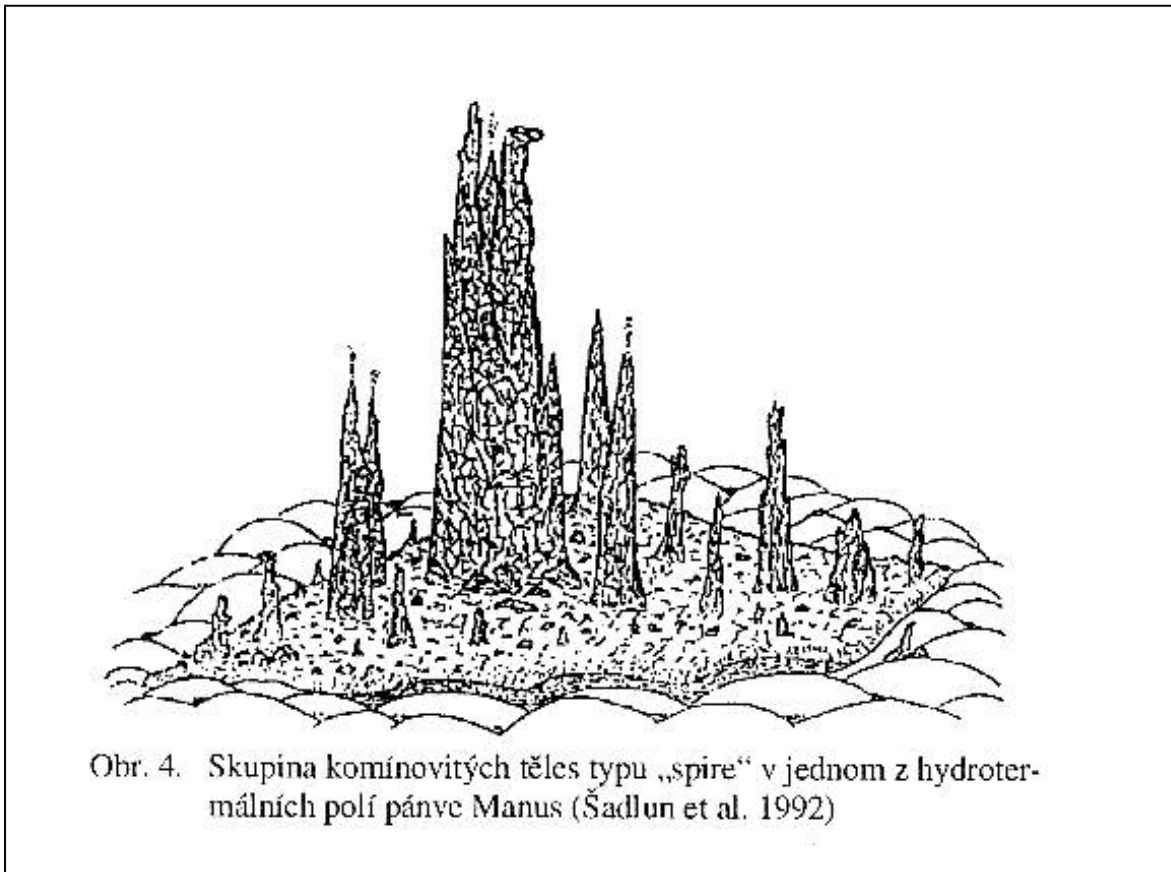 Obr. 4. Skupina komínovitých těles typu „spire“ v jednom z hydroter-
málních polí pánve Manus (Šadlun et al. 1992)